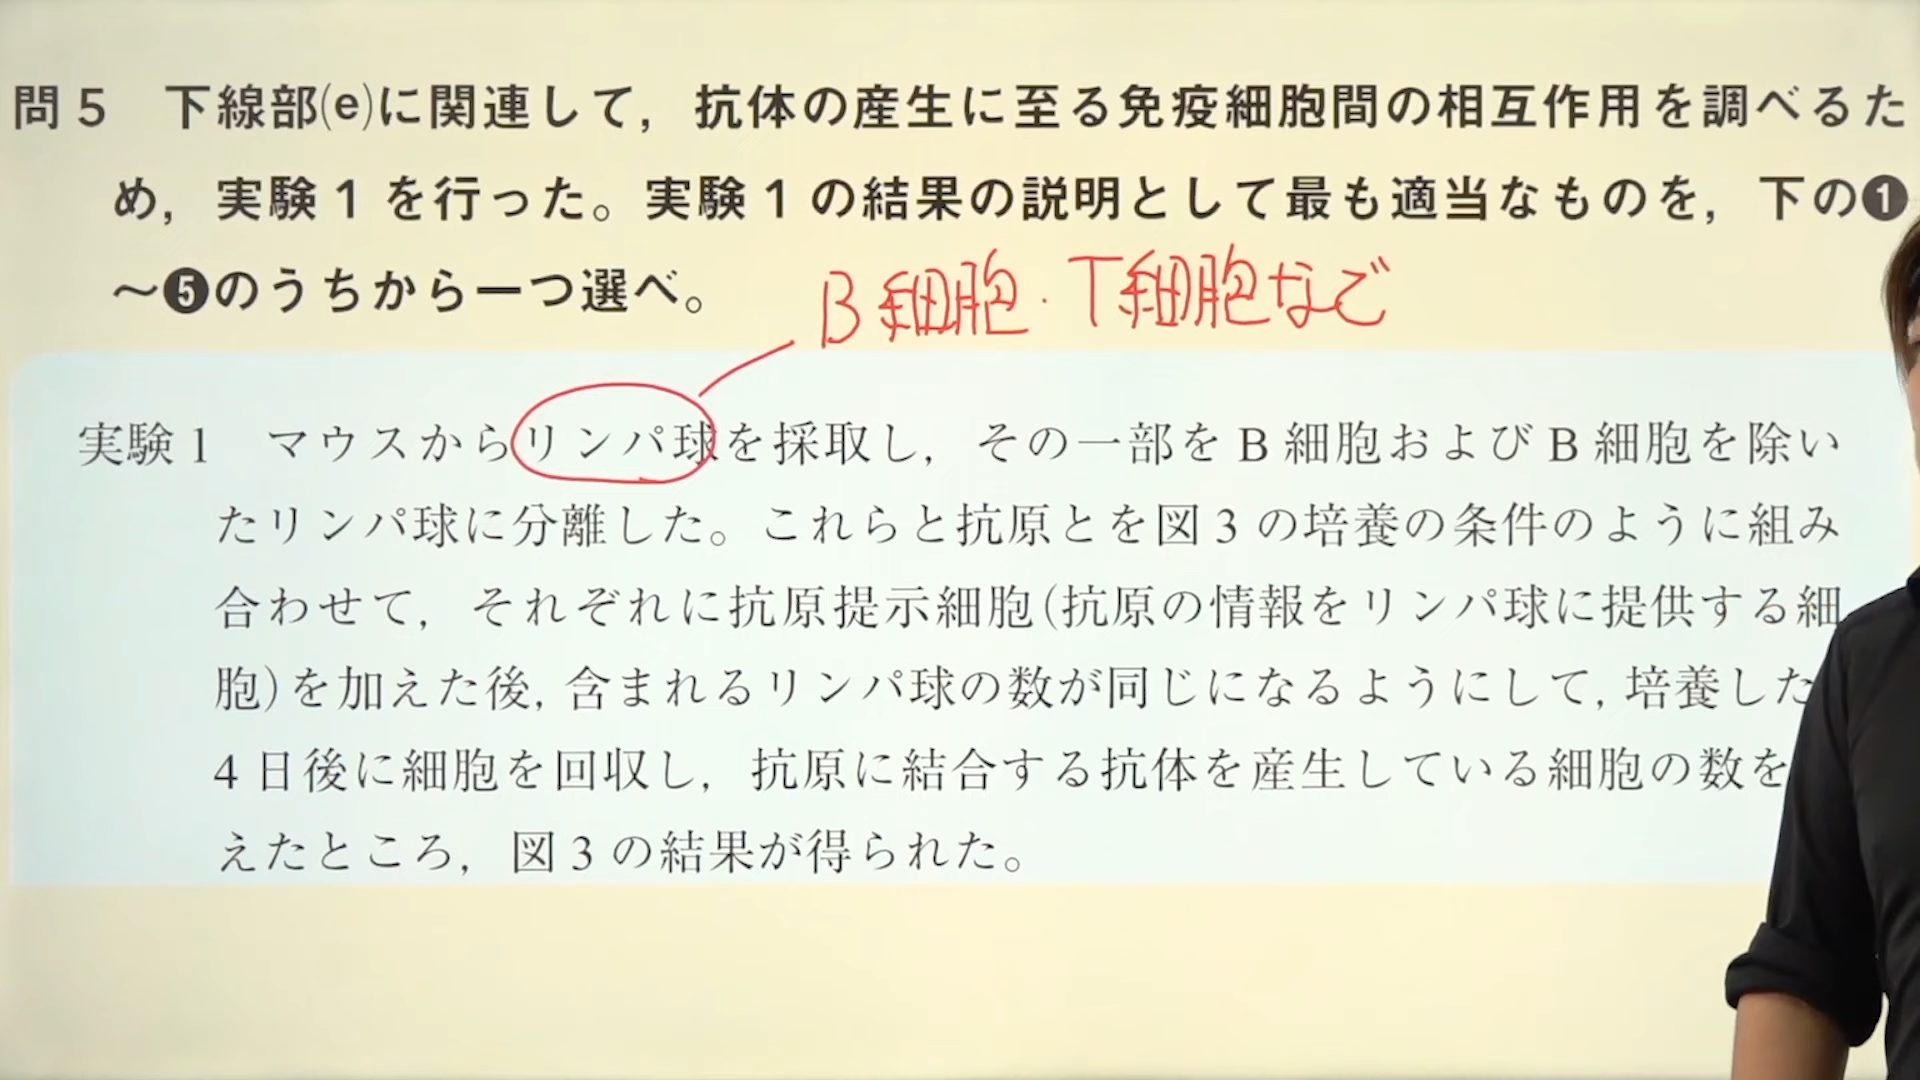 問5 下線部(e)に関連して，抗体の産生に至る免疫細胞間の相互作用を調べるた
め，実験1を行った。実験1の結果の説明として最も適当なものを，下の❶
～❺のうちから一つ選べ。
B細胞・T細胞など
実験1 マウスからリンパ球を採取し，その一部をB細胞およびB細胞を除い
たリンパ球に分離した。これらと抗原とを図3の培養の条件のように組み
合わせて，それぞれに抗原提示細胞(抗原の情報をリンパ球に提供する細
胞)を加えた後，含まれるリンパ球の数が同じになるようにして，培養した
4日後に細胞を回収し，抗原に結合する抗体を産生している細胞の数を
えたところ，図3の結果が得られた。